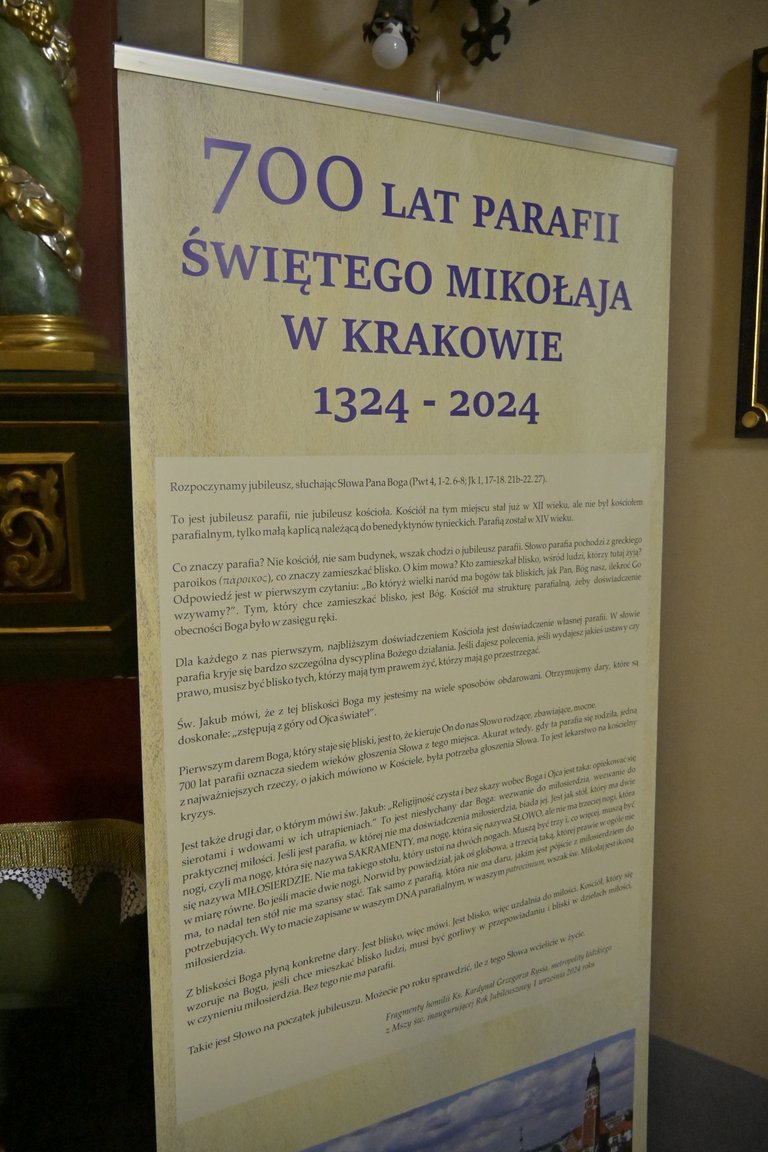 700 LAT PARAFII
ŚWIĘTEGO MIKOŁAJA
W KRAKOWIE
1324 - 2024
Rozpoczynamy jubileusz, słuchając Słowa Pana Boga (Pwt 4, 1-2. 6-8; Jk 1, 17-18. 21b-22. 27).
To jest jubileusz parafii, nie jubileusz kościoła. Kościół na tym miejscu stał już w XII wieku, ale nie był kościołem
parafialnym, tylko małą kaplicą należącą do benedyktynów tynieckich. Parafią został w XIV wieku.
Co znaczy parafia? Nie kościół, nie sam budynek, wszak chodzi o jubileusz parafii. Słowo parafia pochodzi z greckiego
paroikos (παροικος), co znaczy zamieszkać blisko. O kim mowa? Kto zamieszkał blisko, wśród ludzi, którzy tutaj żyją?
Odpowiedź jest w pierwszym czytaniu: „Bo któryż wielki naród ma bogów tak bliskich, jak Pan, Bóg nasz, ilekroć Go
wzywamy?”. Tym, który chce zamieszkać blisko, jest Bóg. Kościół ma strukturę parafialną, żeby doświadczenie
obecności Boga było w zasięgu ręki.
Dla każdego z nas pierwszym, najbliższym doświadczeniem Kościoła jest doświadczenie własnej parafii. W słowie
parafia kryje się bardzo szczególna dyscyplina Bożego działania. Jeśli dajesz polecenia, jeśli wydajesz jakieś ustawy czy
prawo, musisz być blisko tych, którzy mają tym prawem żyć, którzy mają go przestrzegać.
Św. Jakub mówi, że z tej bliskości Boga my jesteśmy na wiele sposobów obdarowani. Otrzymujemy dary, które są
doskonałe: „zstępują z góry od Ojca świateł”.
Pierwszym darem Boga, który staje się bliski, jest to, że kieruje On do nas Słowo rodzące, zbawiające, mocne.
700 lat parafii oznacza siedem wieków głoszenia Słowa z tego miejsca. Akurat wtedy, gdy ta parafia się rodziła, jedną
z najważniejszych rzeczy, o jakich mówiono w Kościele, była potrzeba głoszenia Słowa. To jest lekarstwo na kościelny
kryzys.
Jest także drugi dar, o którym mówi św. Jakub: „Religijność czysta i bez skazy wobec Boga i Ojca jest taka: opiekować się
sierotami i wdowami w ich utrapieniach.” To jest niesłychany dar Boga: wezwanie do miłosierdzia, wezwanie do
praktycznej miłości. Jeśli jest parafia, w której nie ma doświadczenia miłosierdzia, biada jej. Jest jak stół, który ma dwie
nogi, czyli ma nogę, która się nazywa SAKRAMENTY, ma nogę, która się nazywa SŁOWO, ale nie ma trzeciej nogi, która
się nazywa MIŁOSIERDZIE. Nie ma takiego stołu, który ustoi na dwóch nogach. Muszą być trzy i, co więcej, muszą być
w miarę równe. Bo jeśli macie dwie nogi, Norwid by powiedział, jak oś globowa, a trzecia taką, której prawie w ogóle nie
ma, to nadal ten stół nie ma szansy stać. Tak samo z parafią, która nie ma daru, jakim jest pójście z miłosierdziem do
potrzebujących. Wy to macie zapisane w waszym DNA parafialnym, w waszym patrocinium, wszak św. Mikołaj jest ikoną
miłosierdzia.
Z bliskości Boga płyną konkretne dary. Jest blisko, więc mówi. Jest blisko, więc uzdalnia do miłości. Kościół, który się
wzoruje na Bogu, jeśli chce mieszkać blisko ludzi, musi być gorliwy w przepowiadaniu i bliski w dziełach miłości,
w czynieniu miłosierdzia. Bez tego nie ma parafii.
Takie jest Słowo na początek jubileuszu. Możecie po roku sprawdzić, ile z tego Słowa wcielicie w życie.
Fragmenty homilii Ks. Kardynał Grzegorza Rysia, metropolity łódzkiego
z Mszy św. inaugurującej Rok Jubileuszowy 1 września 2024 roku